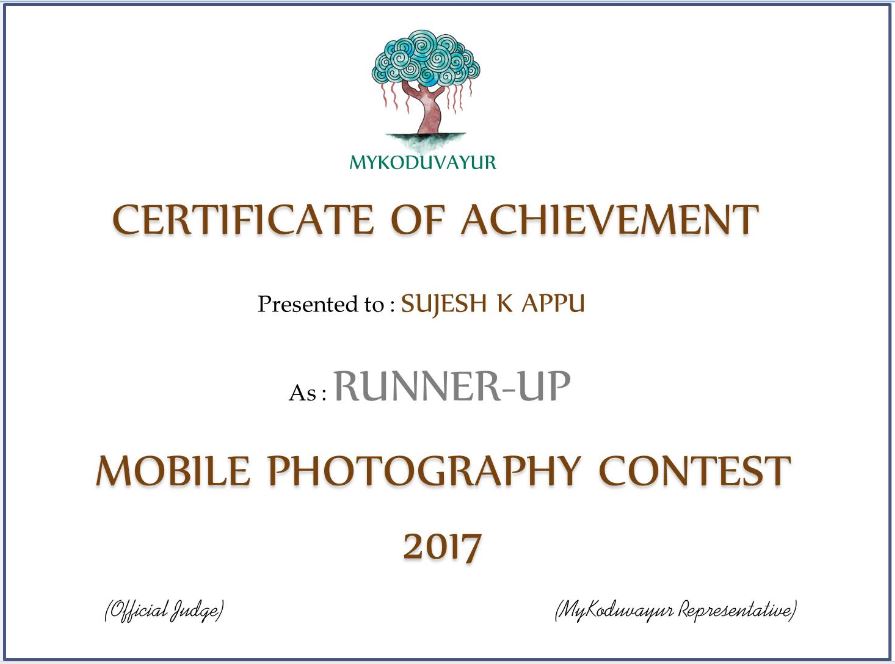 MYKODUVAYUR
CERTIFICATE OF ACHIEVEMENT
Presented to : SUJESH K APPU
As : RUNNER-UP
MOBILE PHOTOGRAPHY CONTEST
2017
(Official Judge) (MyKoduvayur Representative)